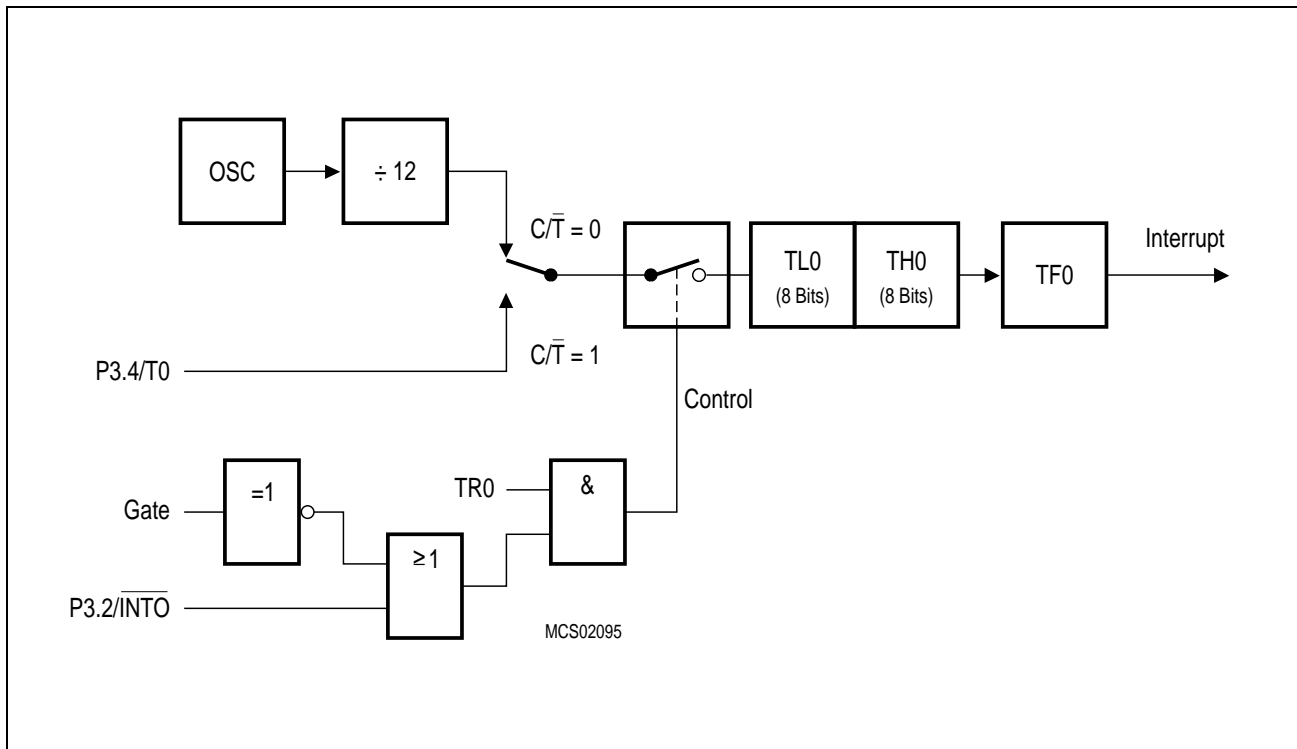 OSC
÷ 12
C/T̅ = 0
TL0
(8 Bits)
TH0
(8 Bits)
TF0
Interrupt
P3.4/T0
C/T̅ = 1
Control
Gate
=1
TR0
&
≥1
P3.2/I̅N̅T̅O̅
MCS02095